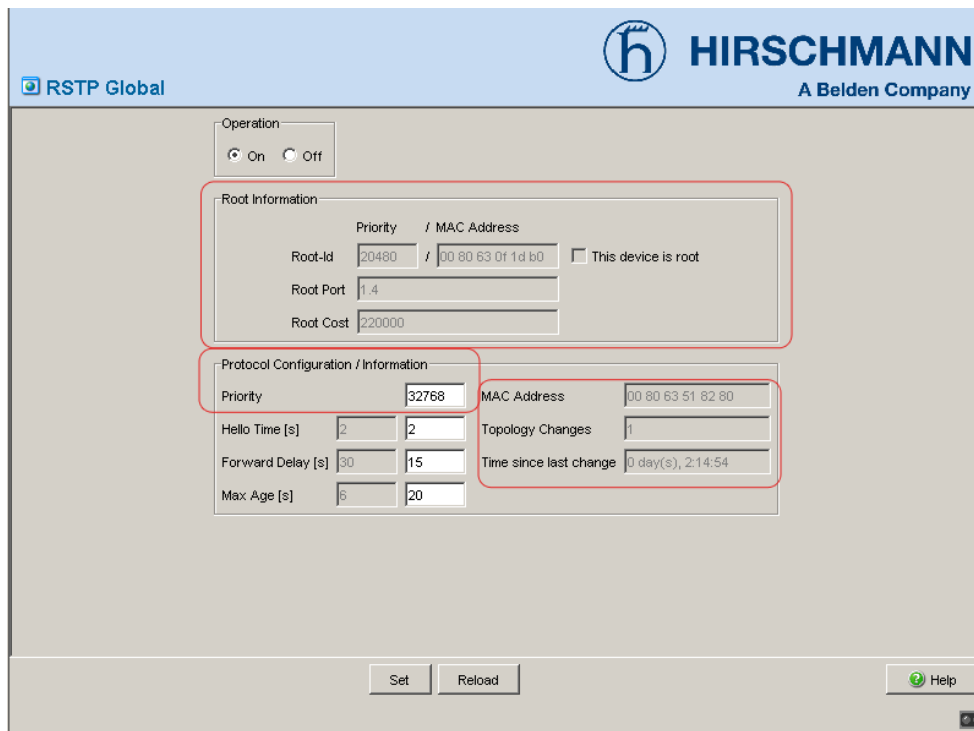 HIRSCHMANN
RSTP Global
A Belden Company
Operation
On Off
Root Information
Priority / MAC Address
Root-Id 20480 / 00 80 63 0f 1d b0 This device is root
Root Port 1.4
Root Cost 220000
Protocol Configuration / Information
Priority 32768 MAC Address 00 80 63 51 82 80
Hello Time [s] 2 2 Topology Changes 1
Forward Delay [s] 30 15 Time since last change 0 day(s), 2:14:54
Max Age [s] 6 20
Set Reload Help